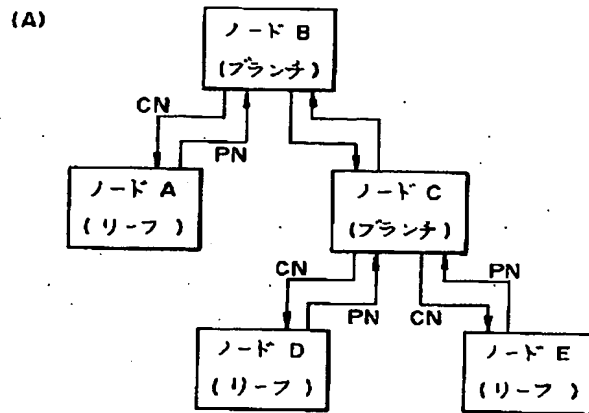 (A)
ノード B
(ブランチ)
CN
PN
ノード A
(リーフ)
ノード C
(ブランチ)
CN
PN
CN
PN
ノード D
(リーフ)
ノード E
(リーフ)